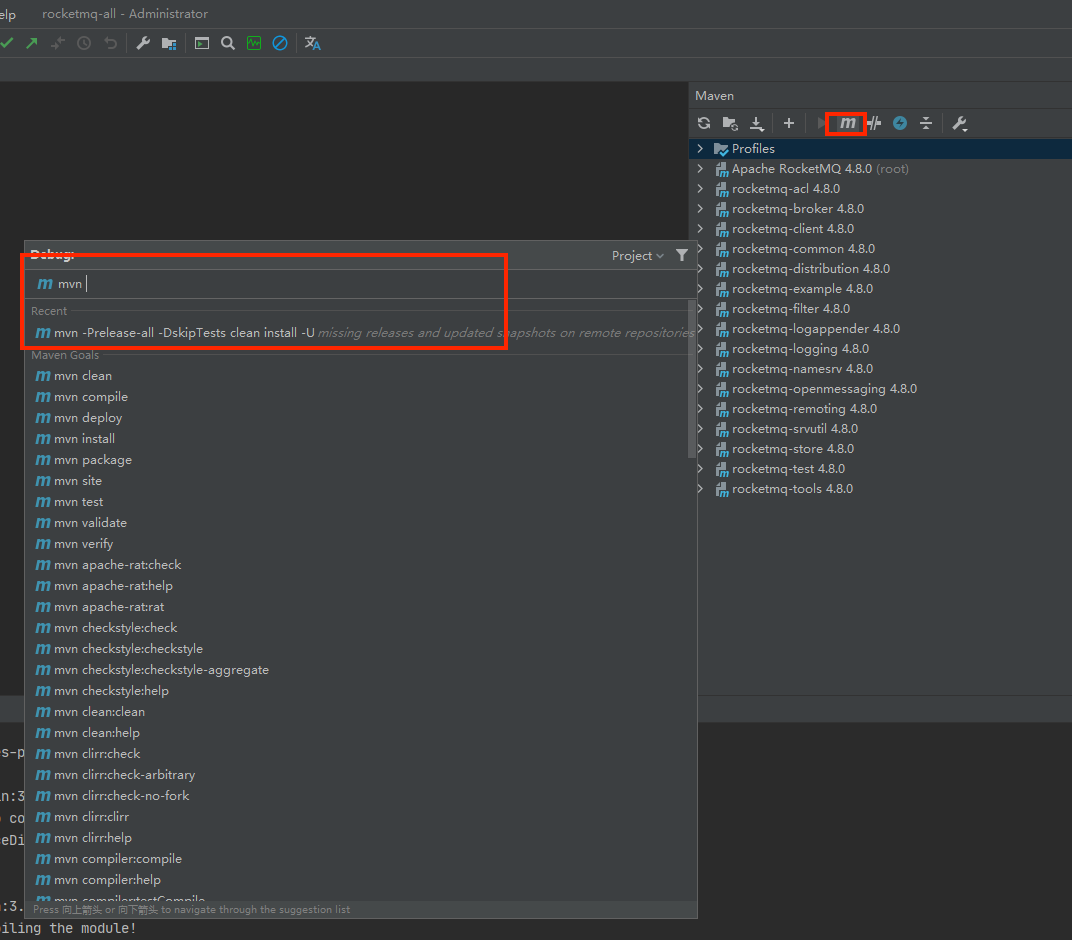 elp rocketmq-all - Administrator
Maven
Profiles
Apache RocketMQ 4.8.0 (root)
rocketmq-acl 4.8.0
rocketmq-broker 4.8.0
rocketmq-client 4.8.0
rocketmq-common 4.8.0
rocketmq-distribution 4.8.0
rocketmq-example 4.8.0
rocketmq-filter 4.8.0
rocketmq-logappender 4.8.0
rocketmq-logging 4.8.0
rocketmq-namesrv 4.8.0
rocketmq-openmessaging 4.8.0
rocketmq-remoting 4.8.0
rocketmq-srvutil 4.8.0
rocketmq-store 4.8.0
rocketmq-test 4.8.0
rocketmq-tools 4.8.0
Debug: Project
mvn
Recent
mvn -Prelease-all -DskipTests clean install -U missing releases and updated snapshots on remote repositories
Maven Goals
mvn clean
mvn compile
mvn deploy
mvn install
mvn package
mvn site
mvn test
mvn validate
mvn verify
mvn apache-rat:check
mvn apache-rat:help
mvn apache-rat:rat
mvn checkstyle:check
mvn checkstyle:checkstyle
mvn checkstyle:checkstyle-aggregate
mvn checkstyle:help
mvn clean:clean
mvn clean:help
mvn clirr:check
mvn clirr:check-arbitrary
mvn clirr:check-no-fork
mvn clirr:clirr
mvn clirr:help
mvn compiler:compile
mvn compiler:help
mvn compiler:testCompile
Press 向上箭头 or 向下箭头 to navigate through the suggestion list
es-p
in:3
co
eDi
:3.
iling the module!